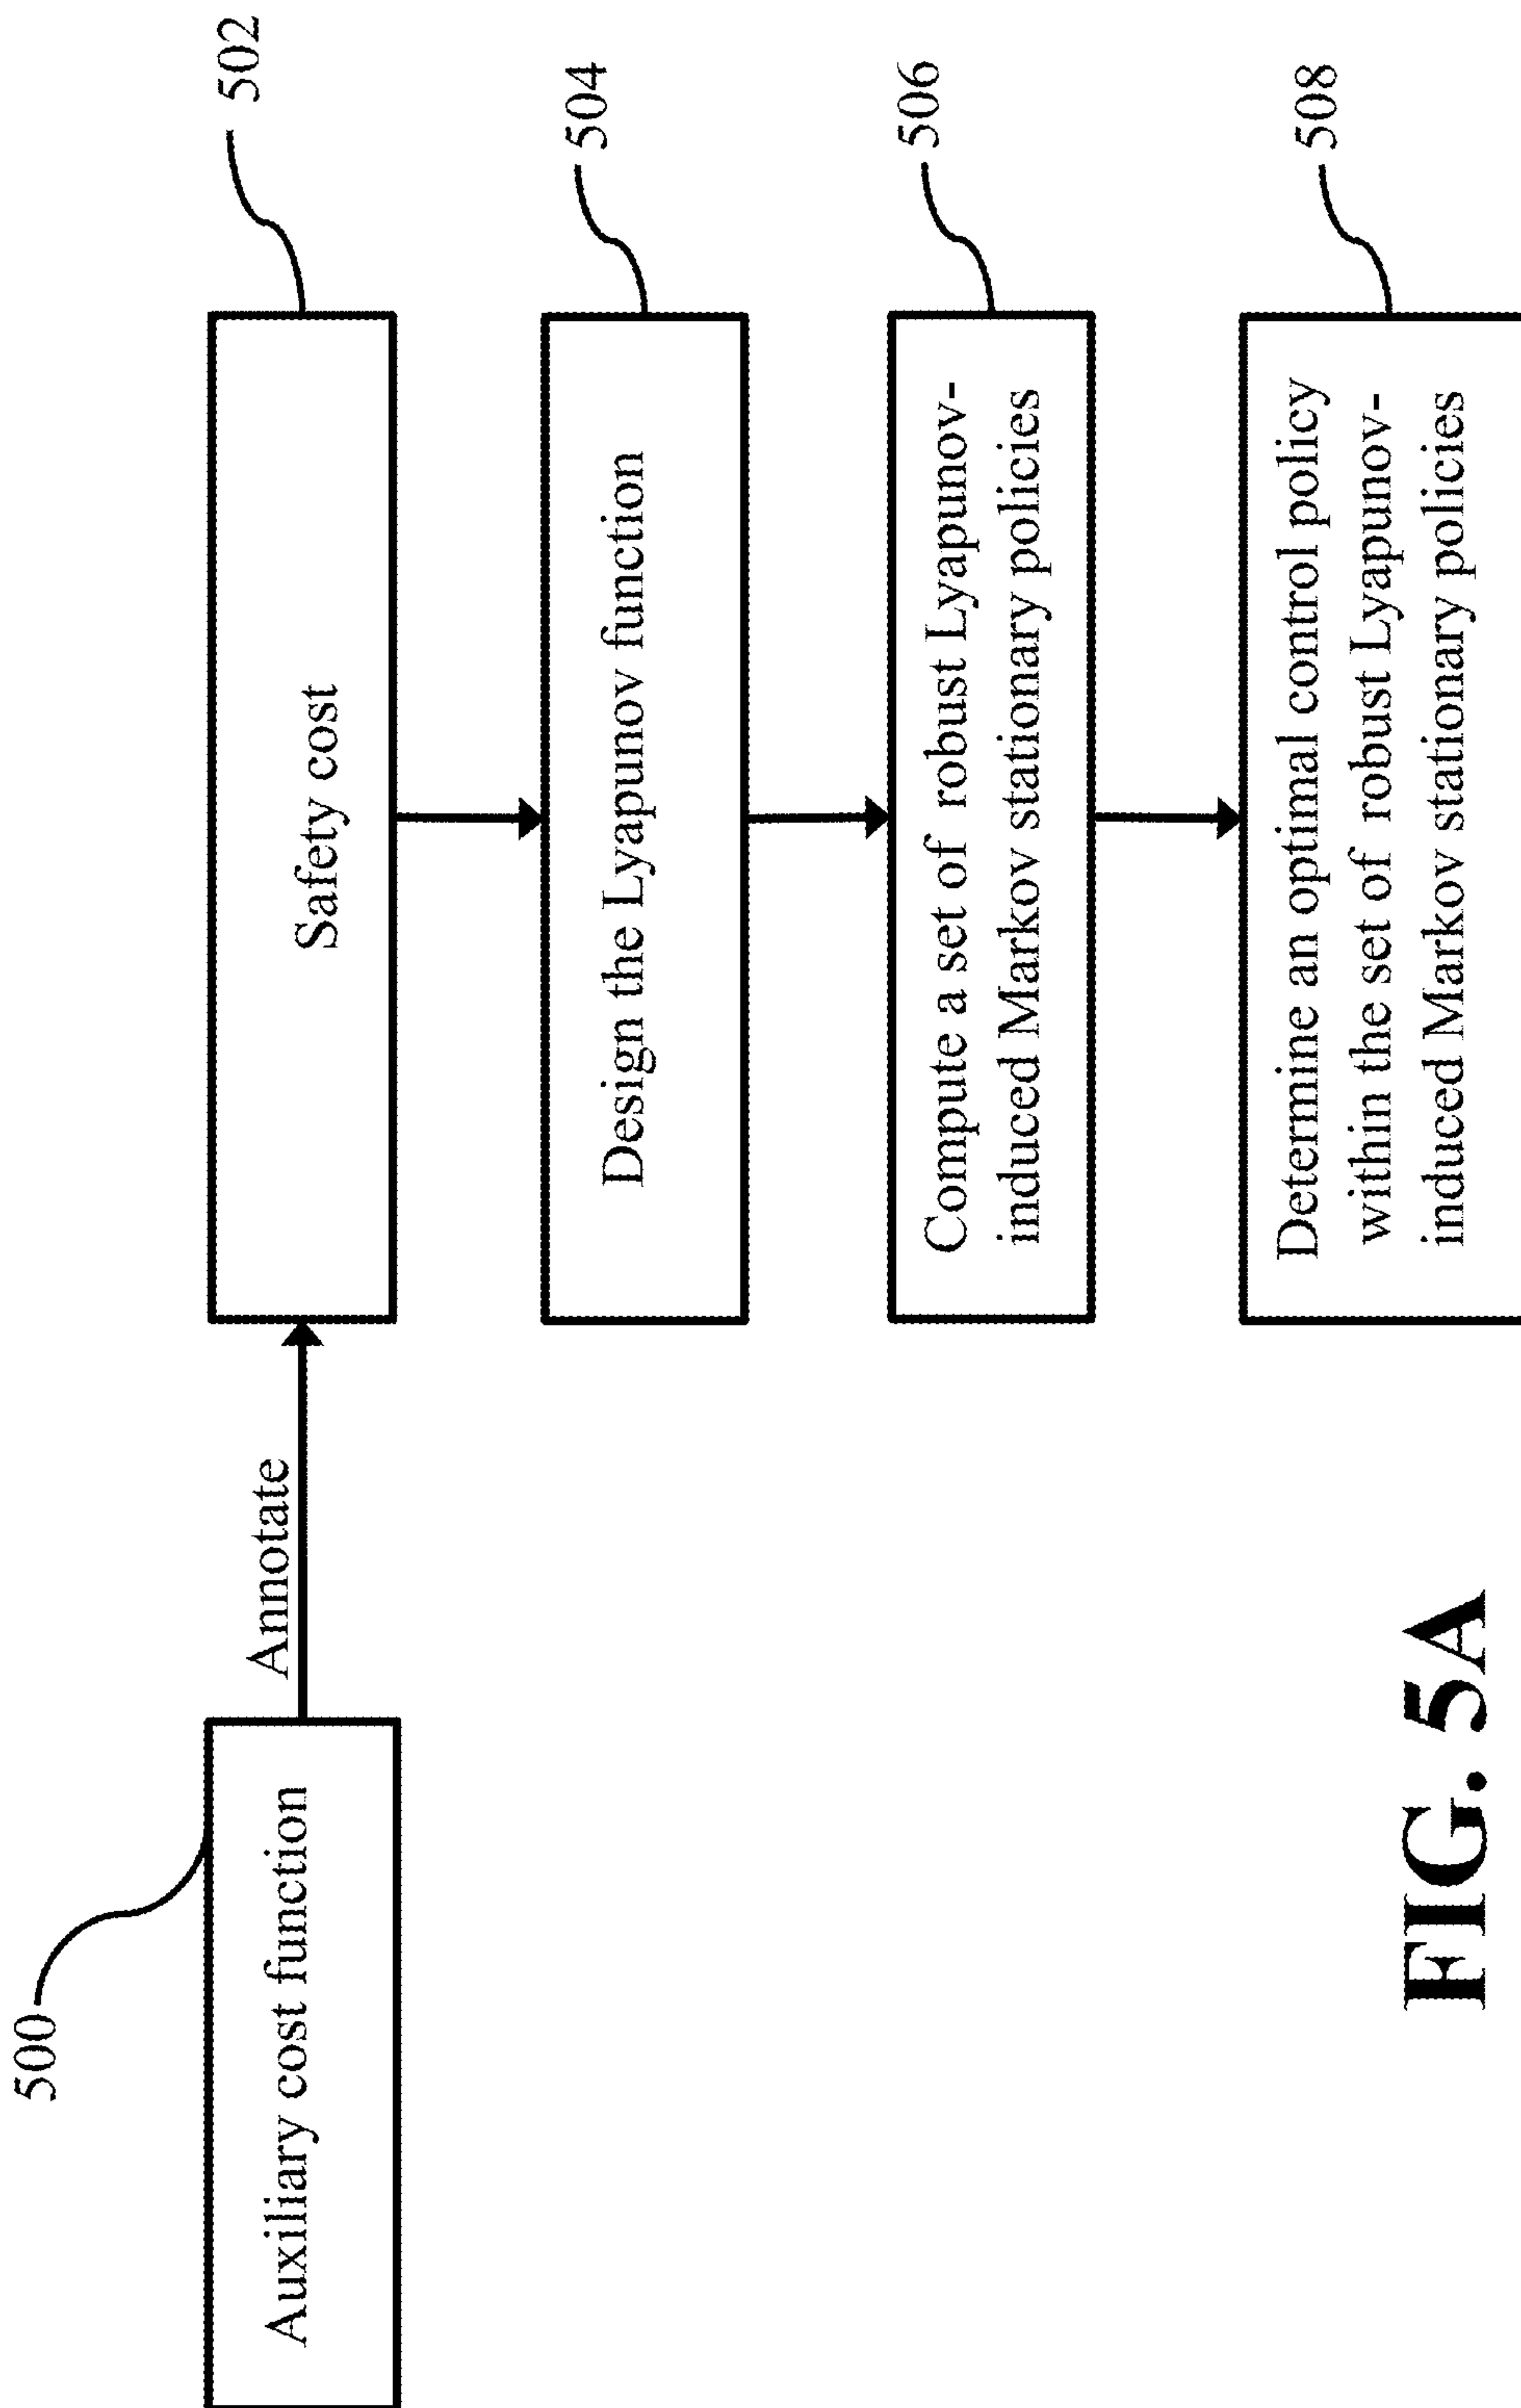 500
Auxiliary cost function
Annotate
Safety cost
502
Design the Lyapunov function
504
Compute a set of robust Lyapunov-
induced Markov stationary policies
506
Determine an optimal control policy
within the set of robust Lyapunov-
induced Markov stationary policies
508
FIG. 5A